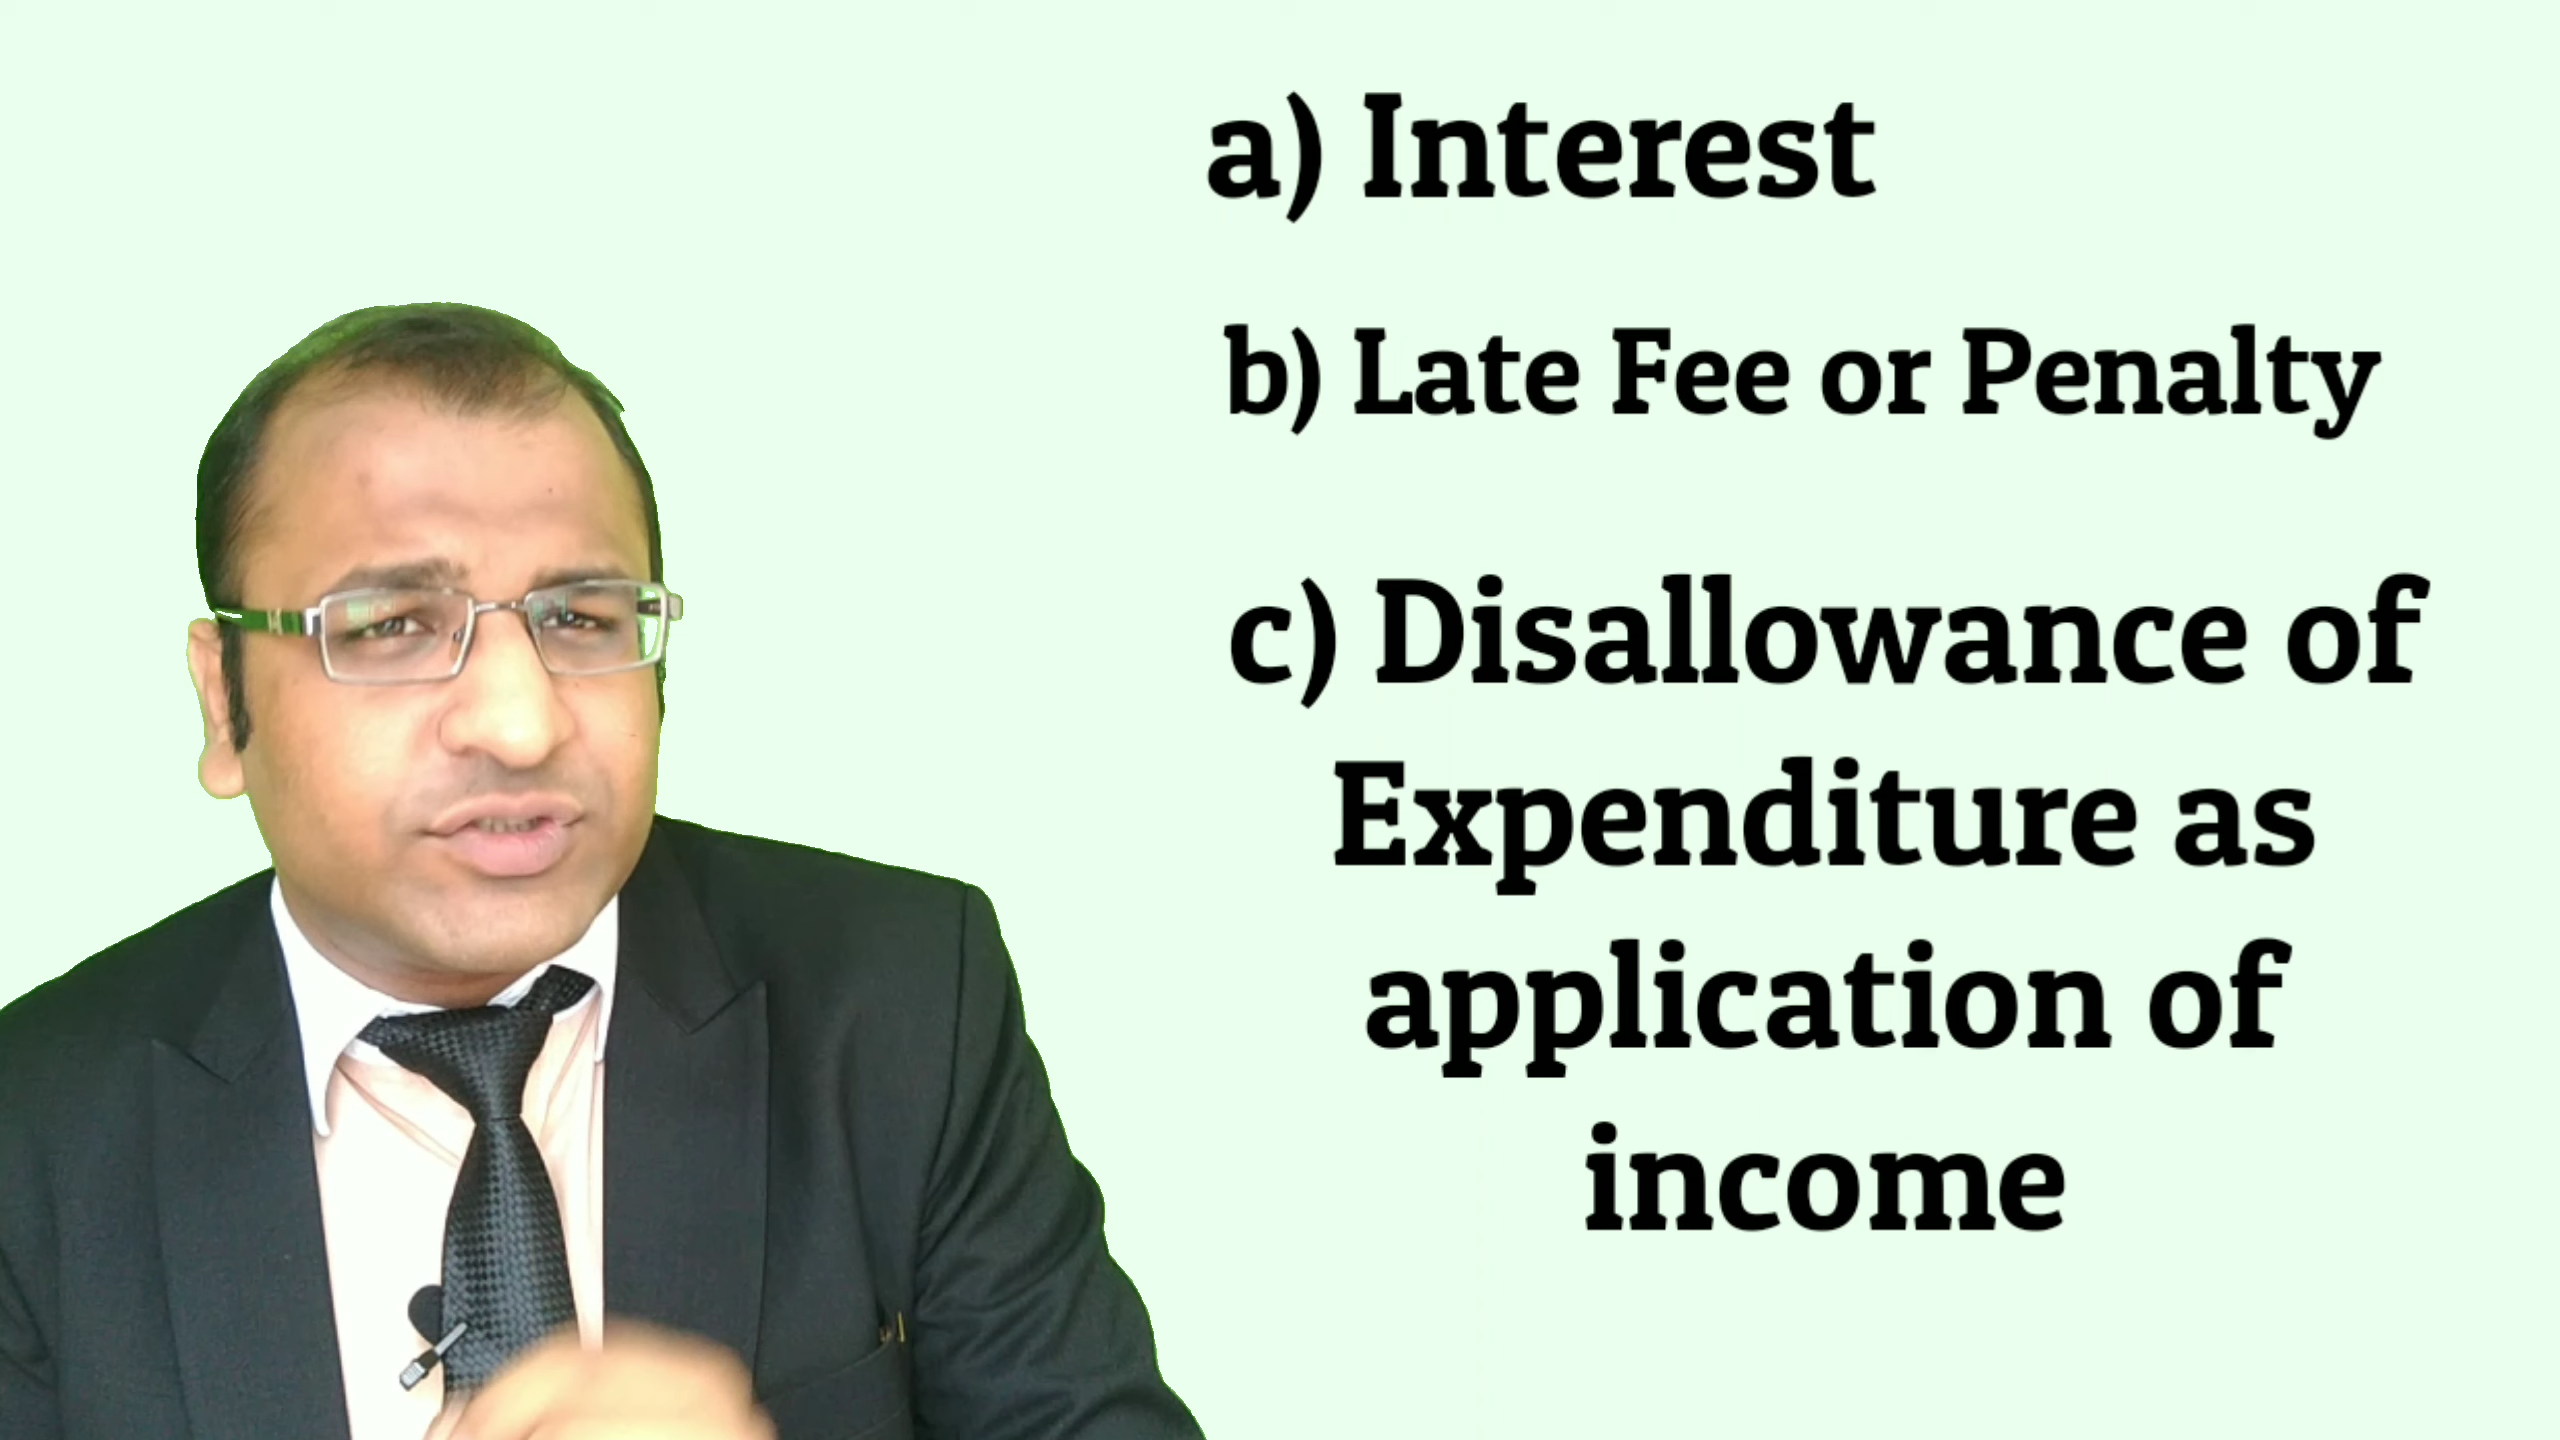 a) Interest
b) Late Fee or Penalty
c) Disallowance of
Expenditure as
application of
income